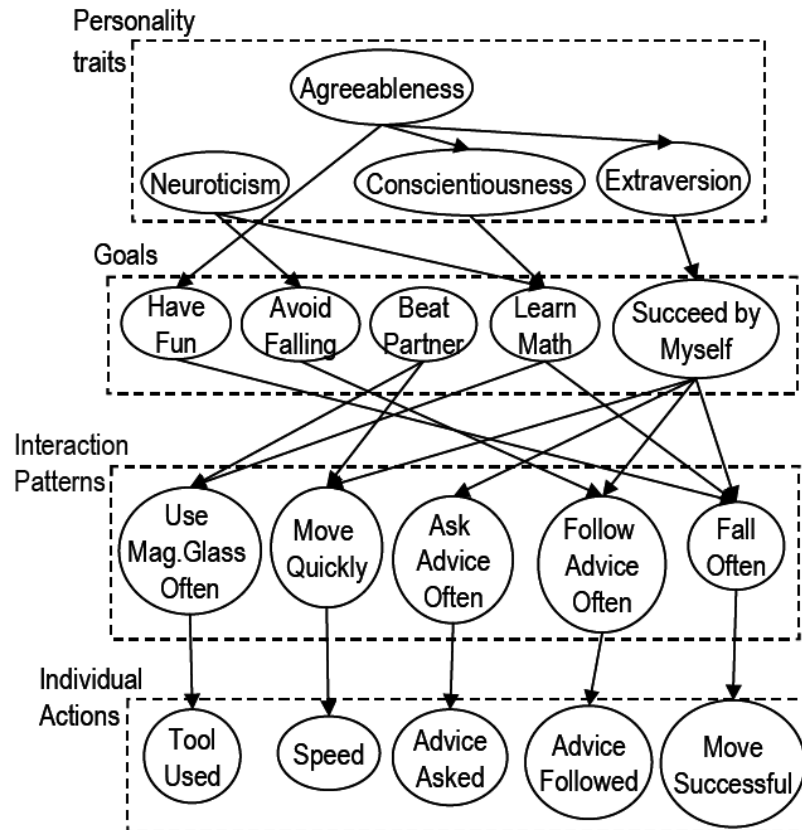 Personality
traits
Agreeableness
Neuroticism
Conscientiousness
Extraversion
Goals
Have
Fun
Avoid
Falling
Beat
Partner
Learn
Math
Succeed by
Myself
Interaction
Patterns
Use
Mag.Glass
Often
Move
Quickly
Ask
Advice
Often
Follow
Advice
Often
Fall
Often
Individual
Actions
Tool
Used
Speed
Advice
Asked
Advice
Followed
Move
Successful